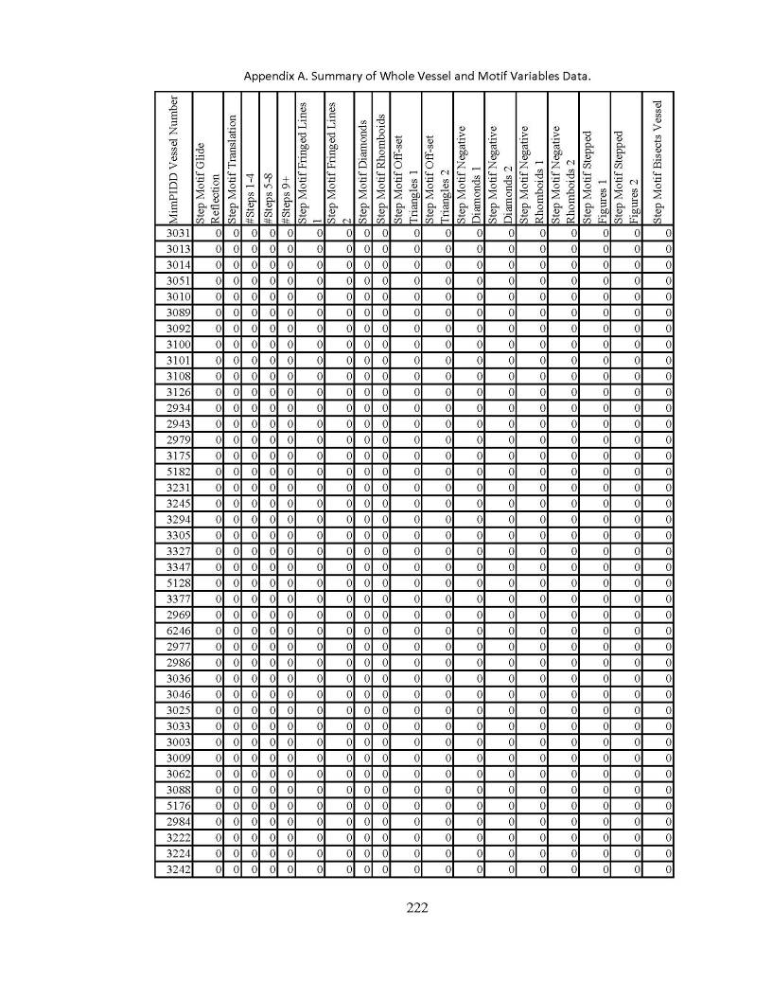 Appendix A. Summary of Whole Vessel and Motif Variables Data.
MimPIDD Vessel Number
Step Motif Glide
Reflection
Step Motif Translation
#Steps 1-4
#Steps 5-8
#Steps 9+
Step Motif Fringed Lines
1
Step Motif Fringed Lines
2
Step Motif Diamonds
Step Motif Rhomboids
Step Motif Off-set
Triangles 1
Step Motif Off-set
Triangles 2
Step Motif Negative
Diamonds 1
Step Motif Negative
Diamonds 2
Step Motif Negative
Rhomboids 1
Step Motif Negative
Rhomboids 2
Step Motif Stepped
Figures 1
Step Motif Stepped
Figures 2
Step Motif Bisects Vessel
3031 0 0 0 0 0 0 0 0 0 0 0 0 0 0 0 0 0 0
3013 0 0 0 0 0 0 0 0 0 0 0 0 0 0 0 0 0 0
3014 0 0 0 0 0 0 0 0 0 0 0 0 0 0 0 0 0 0
3051 0 0 0 0 0 0 0 0 0 0 0 0 0 0 0 0 0 0
3010 0 0 0 0 0 0 0 0 0 0 0 0 0 0 0 0 0 0
3089 0 0 0 0 0 0 0 0 0 0 0 0 0 0 0 0 0 0
3092 0 0 0 0 0 0 0 0 0 0 0 0 0 0 0 0 0 0
3100 0 0 0 0 0 0 0 0 0 0 0 0 0 0 0 0 0 0
3101 0 0 0 0 0 0 0 0 0 0 0 0 0 0 0 0 0 0
3108 0 0 0 0 0 0 0 0 0 0 0 0 0 0 0 0 0 0
3126 0 0 0 0 0 0 0 0 0 0 0 0 0 0 0 0 0 0
2934 0 0 0 0 0 0 0 0 0 0 0 0 0 0 0 0 0 0
2943 0 0 0 0 0 0 0 0 0 0 0 0 0 0 0 0 0 0
2979 0 0 0 0 0 0 0 0 0 0 0 0 0 0 0 0 0 0
3175 0 0 0 0 0 0 0 0 0 0 0 0 0 0 0 0 0 0
5182 0 0 0 0 0 0 0 0 0 0 0 0 0 0 0 0 0 0
3231 0 0 0 0 0 0 0 0 0 0 0 0 0 0 0 0 0 0
3245 0 0 0 0 0 0 0 0 0 0 0 0 0 0 0 0 0 0
3294 0 0 0 0 0 0 0 0 0 0 0 0 0 0 0 0 0 0
3305 0 0 0 0 0 0 0 0 0 0 0 0 0 0 0 0 0 0
3327 0 0 0 0 0 0 0 0 0 0 0 0 0 0 0 0 0 0
3347 0 0 0 0 0 0 0 0 0 0 0 0 0 0 0 0 0 0
5128 0 0 0 0 0 0 0 0 0 0 0 0 0 0 0 0 0 0
3377 0 0 0 0 0 0 0 0 0 0 0 0 0 0 0 0 0 0
2969 0 0 0 0 0 0 0 0 0 0 0 0 0 0 0 0 0 0
6246 0 0 0 0 0 0 0 0 0 0 0 0 0 0 0 0 0 0
2977 0 0 0 0 0 0 0 0 0 0 0 0 0 0 0 0 0 0
2986 0 0 0 0 0 0 0 0 0 0 0 0 0 0 0 0 0 0
3036 0 0 0 0 0 0 0 0 0 0 0 0 0 0 0 0 0 0
3046 0 0 0 0 0 0 0 0 0 0 0 0 0 0 0 0 0 0
3025 0 0 0 0 0 0 0 0 0 0 0 0 0 0 0 0 0 0
3033 0 0 0 0 0 0 0 0 0 0 0 0 0 0 0 0 0 0
3003 0 0 0 0 0 0 0 0 0 0 0 0 0 0 0 0 0 0
3009 0 0 0 0 0 0 0 0 0 0 0 0 0 0 0 0 0 0
3062 0 0 0 0 0 0 0 0 0 0 0 0 0 0 0 0 0 0
3088 0 0 0 0 0 0 0 0 0 0 0 0 0 0 0 0 0 0
5176 0 0 0 0 0 0 0 0 0 0 0 0 0 0 0 0 0 0
2984 0 0 0 0 0 0 0 0 0 0 0 0 0 0 0 0 0 0
3222 0 0 0 0 0 0 0 0 0 0 0 0 0 0 0 0 0 0
3224 0 0 0 0 0 0 0 0 0 0 0 0 0 0 0 0 0 0
3242 0 0 0 0 0 0 0 0 0 0 0 0 0 0 0 0 0 0
222